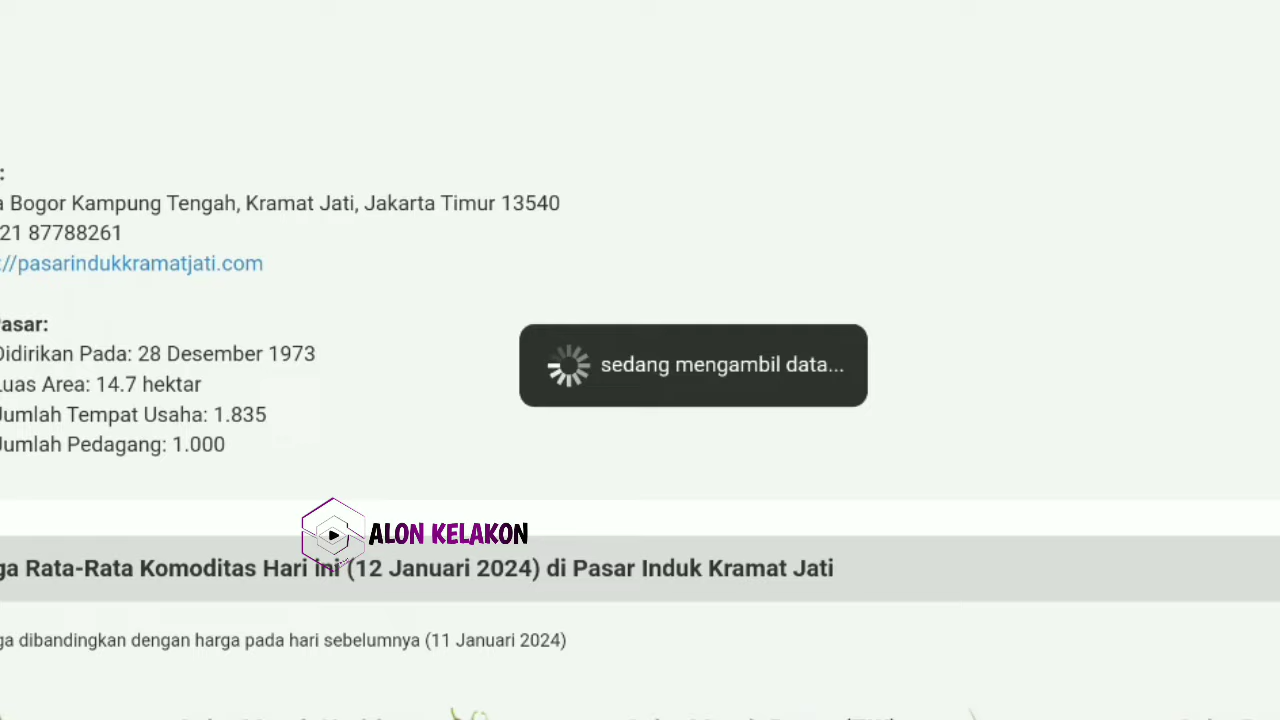 :
a Bogor Kampung Tengah, Kramat Jati, Jakarta Timur 13540
21 87788261
://pasarindukkramatjati.com
Pasar:
Didirikan Pada: 28 Desember 1973
Luas Area: 14.7 hektar
Jumlah Tempat Usaha: 1.835
Jumlah Pedagang: 1.000
sedang mengambil data...
ALON KELAKON
ga Rata-Rata Komoditas Hari ini (12 Januari 2024) di Pasar Induk Kramat Jati
ga dibandingkan dengan harga pada hari sebelumnya (11 Januari 2024)